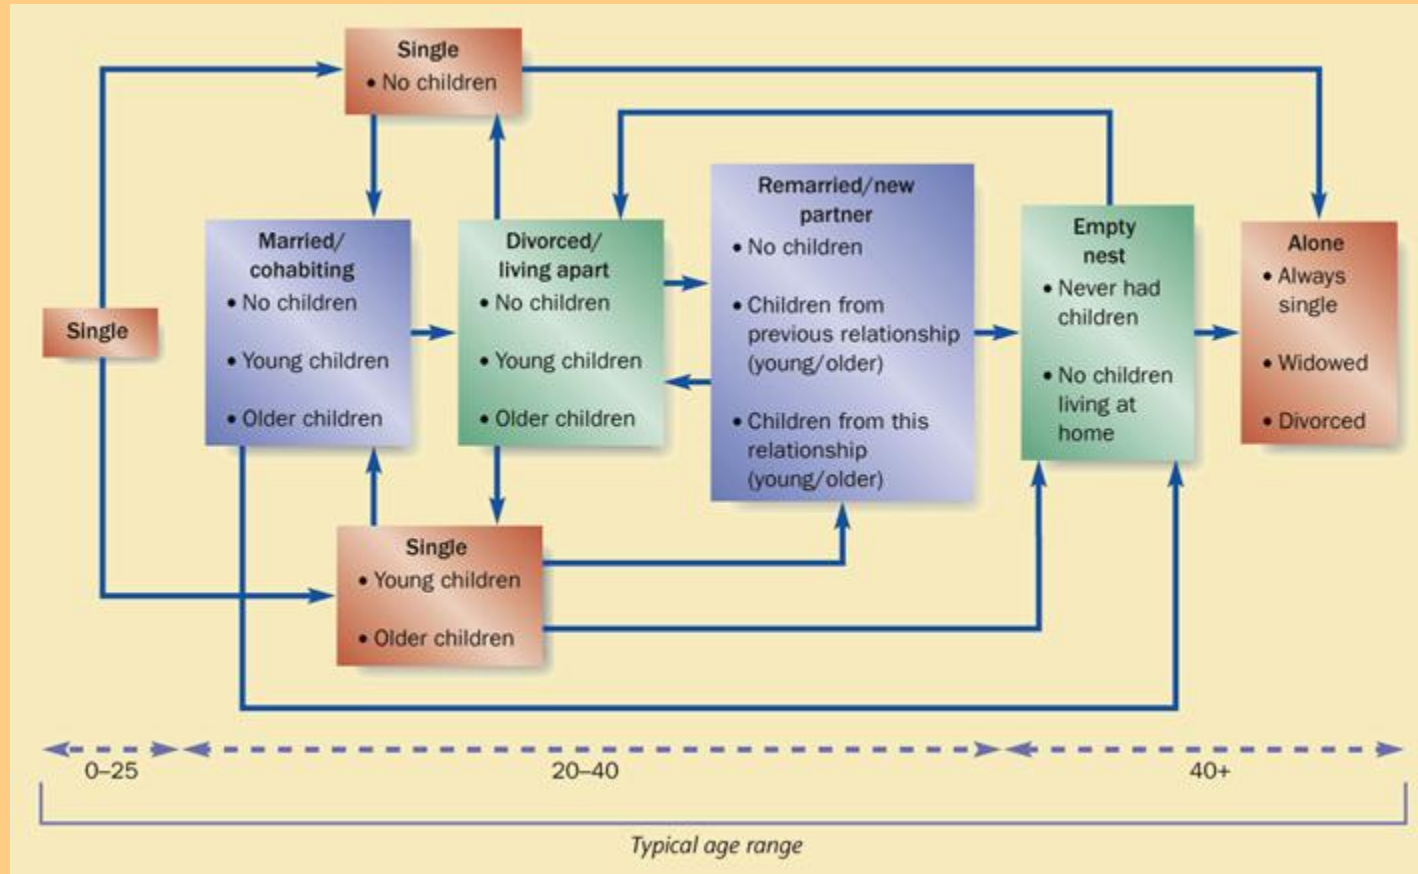 Single
• No children
Single
Married/
cohabiting
• No children
• Young children
• Older children
Divorced/
living apart
• No children
• Young children
• Older children
Remarried/new
partner
• No children
• Children from
previous relationship
(young/older)
• Children from this
relationship
(young/older)
Empty
nest
• Never had
children
• No children
living at
home
Alone
• Always
single
• Widowed
• Divorced
Single
• Young children
• Older children
0–25
20–40
40+
Typical age range